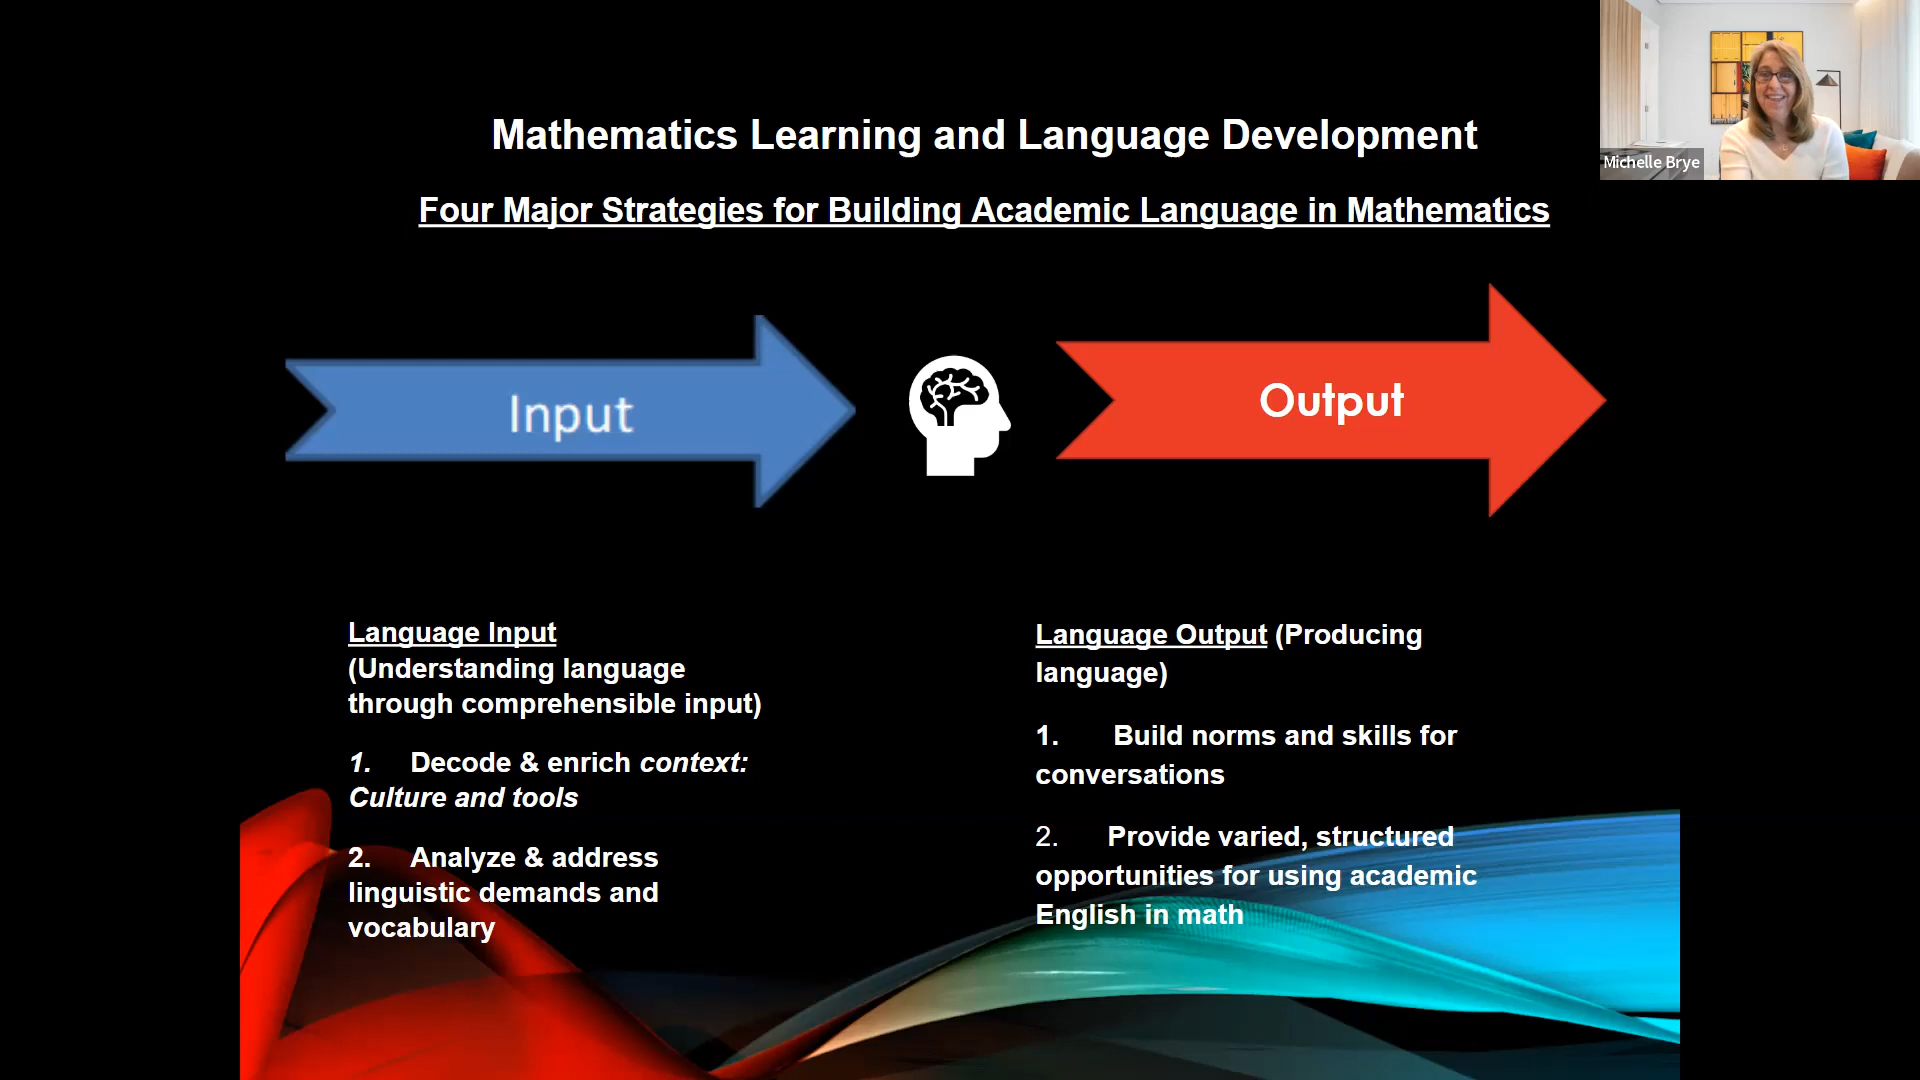 Mathematics Learning and Language Development
Michelle Brye
Four Major Strategies for Building Academic Language in Mathematics
Input
Output
Language Input
(Understanding language
through comprehensible input)
1. Decode & enrich context:
Culture and tools
2. Analyze & address
linguistic demands and
vocabulary
Language Output (Producing
language)
1. Build norms and skills for
conversations
2. Provide varied, structured
opportunities for using academic
English in math